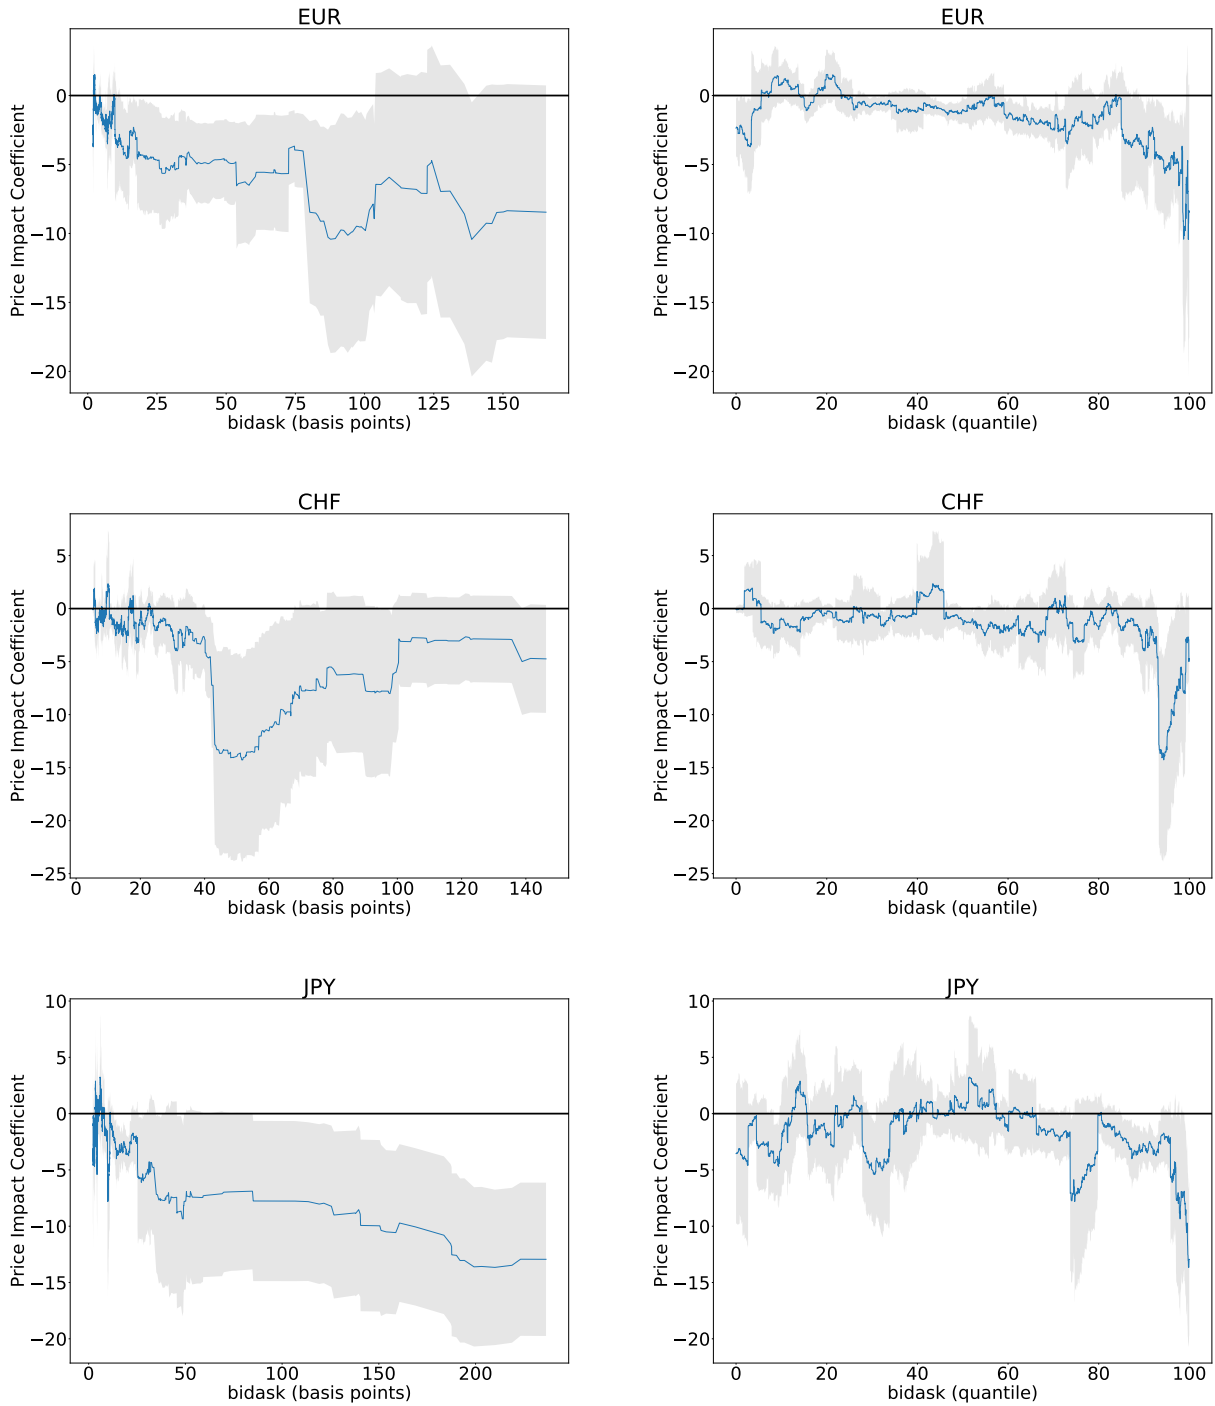 EUR
Price Impact Coefficient
0
−5
−10
−15
−20
0 25 50 75 100 125 150
bidask (basis points)
EUR
Price Impact Coefficient
0
−5
−10
−15
−20
0 20 40 60 80 100
bidask (quantile)
CHF
Price Impact Coefficient
5
0
−5
−10
−15
−20
−25
0 20 40 60 80 100 120 140
bidask (basis points)
CHF
Price Impact Coefficient
5
0
−5
−10
−15
−20
−25
0 20 40 60 80 100
bidask (quantile)
JPY
Price Impact Coefficient
10
5
0
−5
−10
−15
−20
0 50 100 150 200
bidask (basis points)
JPY
Price Impact Coefficient
10
5
0
−5
−10
−15
−20
0 20 40 60 80 100
bidask (quantile)